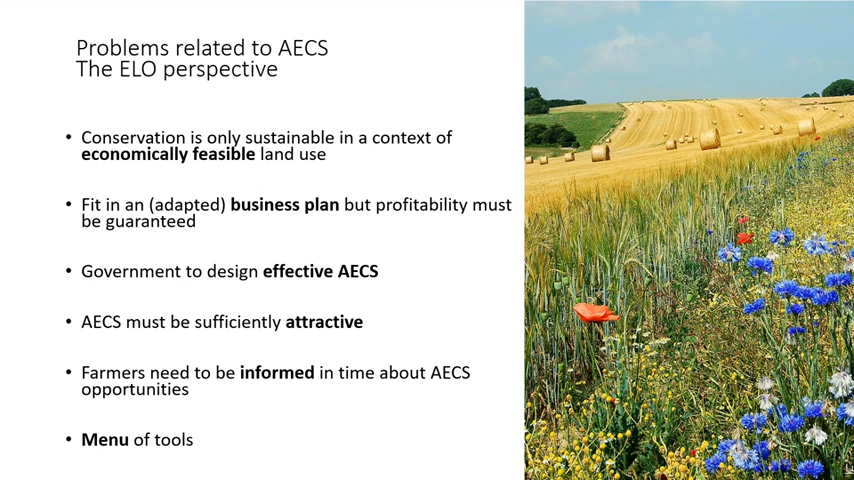 Problems related to AECS
The ELO perspective
• Conservation is only sustainable in a context of
economically feasible land use
• Fit in an (adapted) business plan but profitability must
be guaranteed
• Government to design effective AECS
• AECS must be sufficiently attractive
• Farmers need to be informed in time about AECS
opportunities
• Menu of tools